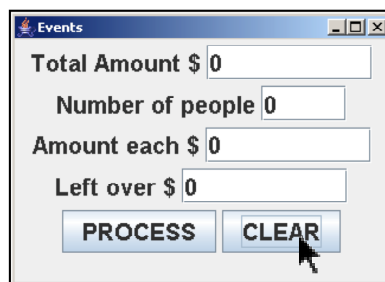 Events
Total Amount $ 0
Number of people 0
Amount each $ 0
Left over $ 0
PROCESS CLEAR